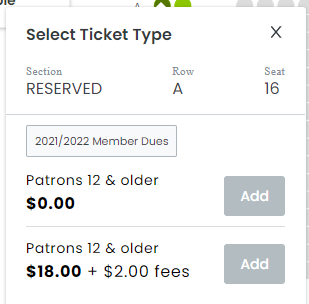 Select Ticket Type
Section Row Seat
RESERVED A 16
2021/2022 Member Dues
Patrons 12 & older
$0.00
Add
Patrons 12 & older
$18.00 + $2.00 fees
Add